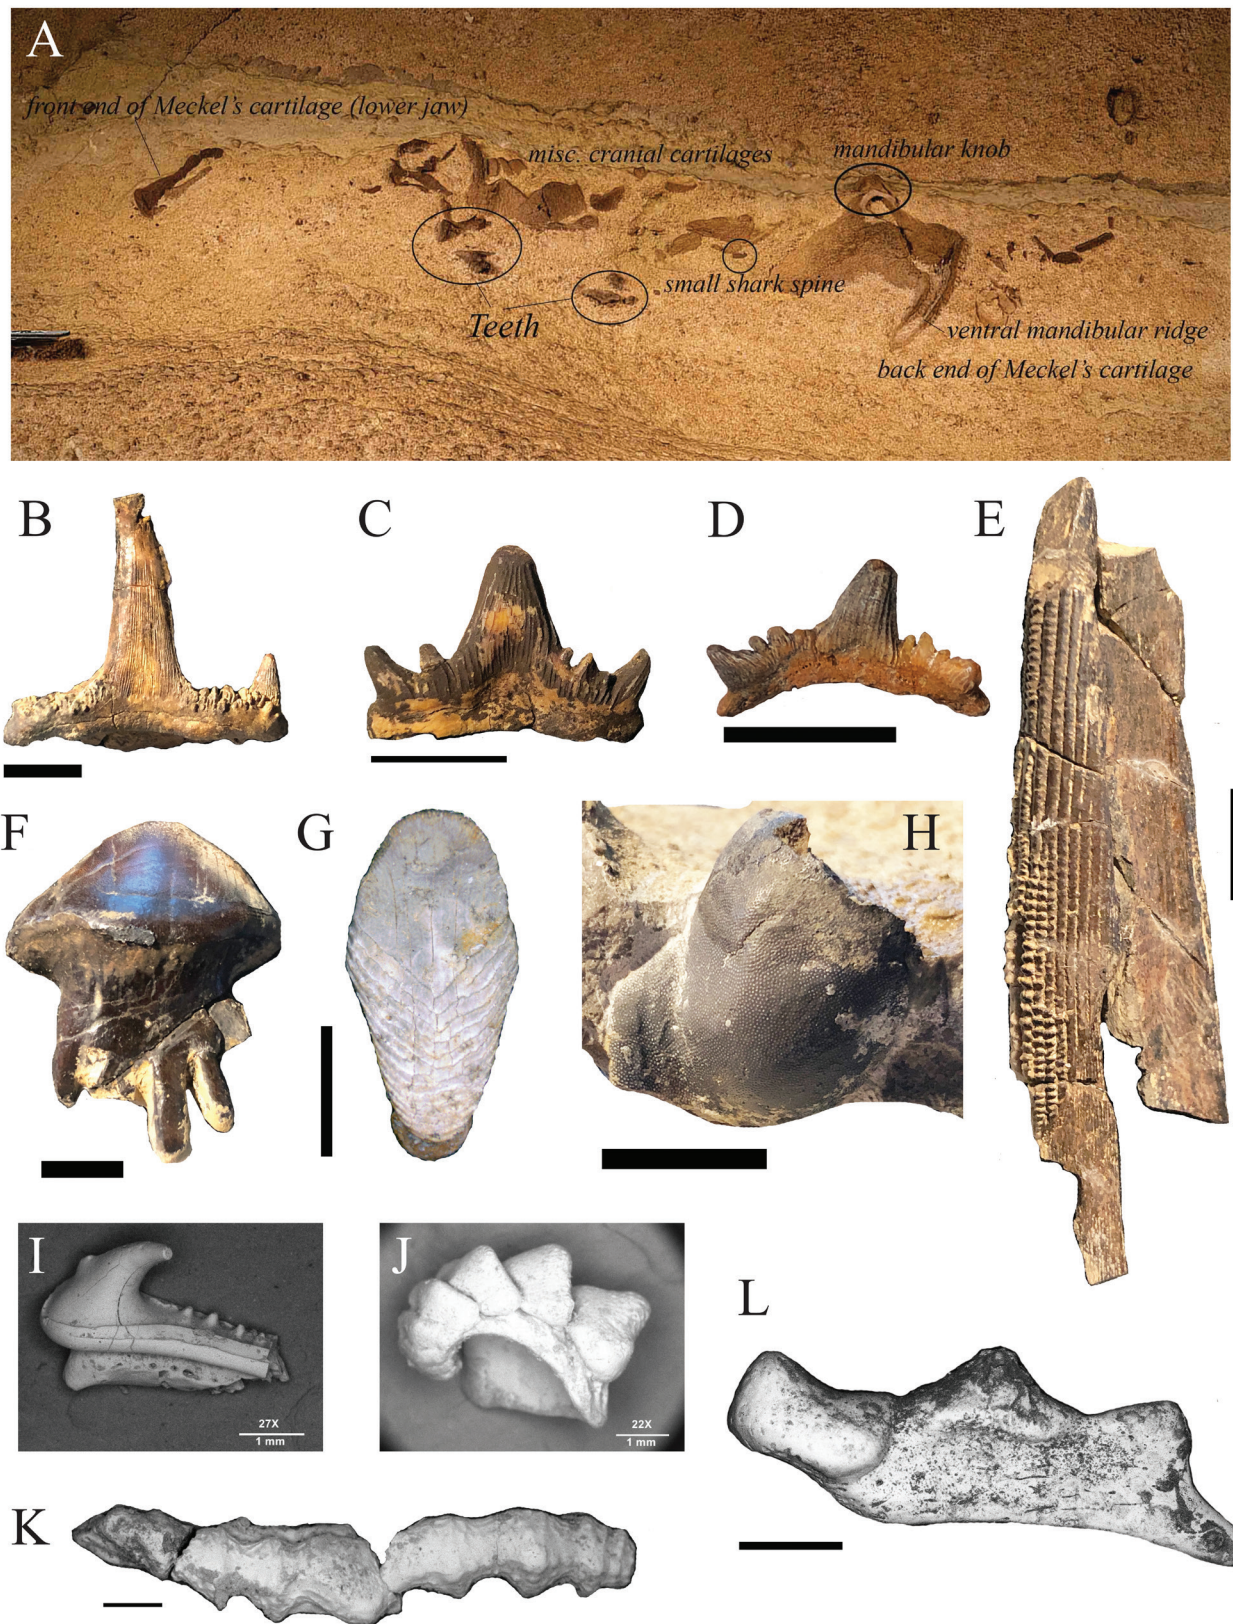 A
front end of Meckel's cartilage (lower jaw)
misc. cranial cartilages
mandibular knob
small shark spine
Teeth
ventral mandibular ridge
back end of Meckel's cartilage
B
C
D
E
F
G
H
I
27X
1 mm
J
22X
1 mm
L
K